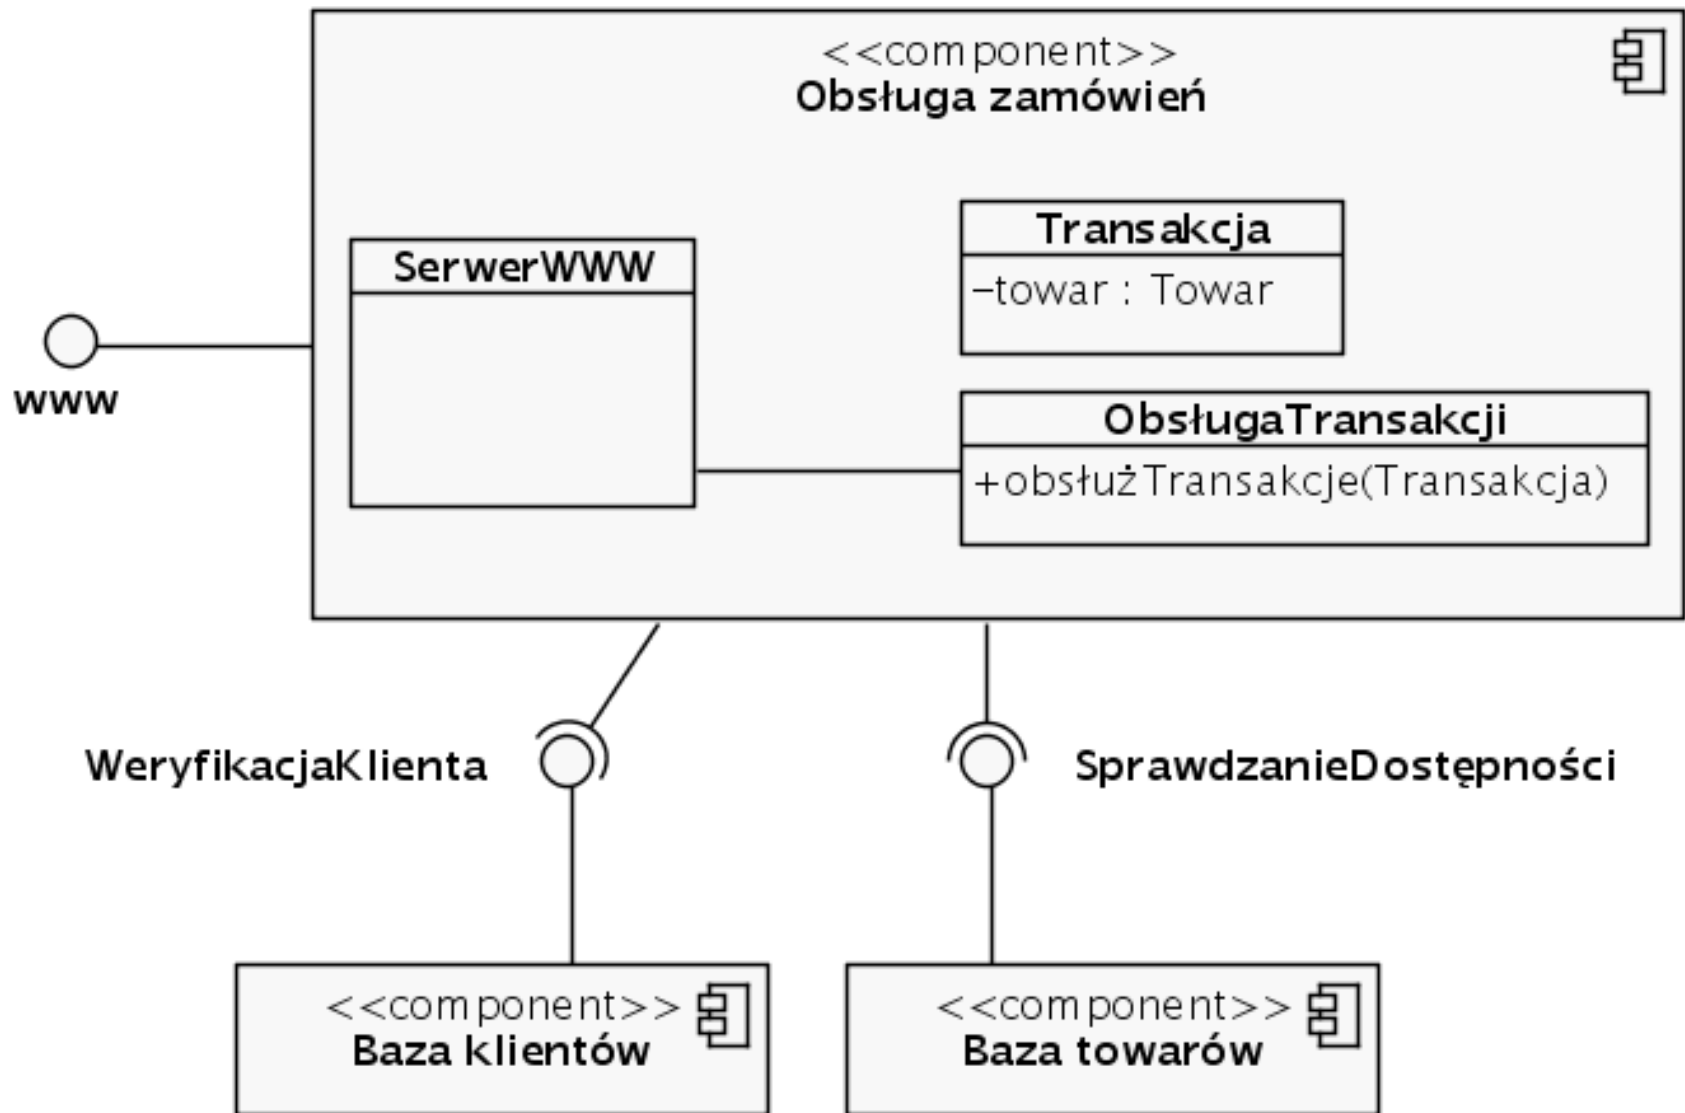 <<component>>
Obsługa zamówień
SerwerWWW
Transakcja
−towar : Towar
ObsługaTransakcji
+obsłużTransakcje(Transakcja)
www
WeryfikacjaKlienta
SprawdzanieDostępności
<<component>>
Baza klientów
<<component>>
Baza towarów